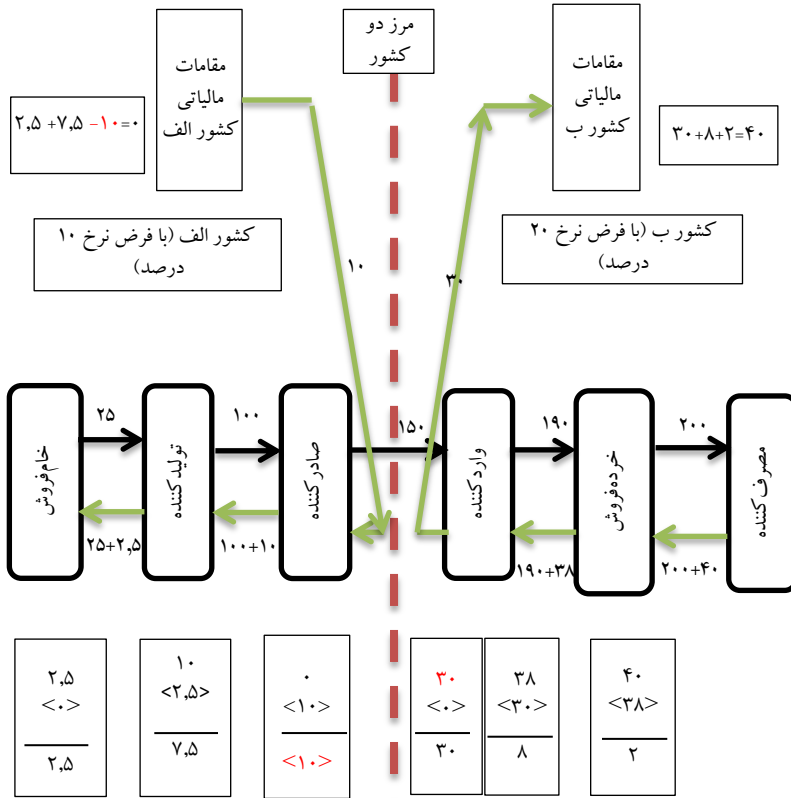 مرز دو
کشور
مقامات
مالیاتی
کشور ب
مقامات
مالیاتی
کشور الف
۳۰+۸+۲=۴۰
۲,۵ +۷,۵ -۱۰=۰
کشور ب (با فرض نرخ ۲۰
درصد)
کشور الف (با فرض نرخ ۱۰
درصد)
۱۰
۳۰
۲۵
۱۰۰
۱۵۰
۱۹۰
۲۰۰
خام‌فروش
تولیدکننده
صادرکننده
واردکننده
خرده‌فروش
مصرف کننده
۲۵+۲,۵
۱۰۰+۱۰
۱۹۰+۳۸
۲۰۰+۴۰
۲,۵
<۰>
۲,۵
۱۰
<۲,۵>
۷,۵
۰
<۱۰>
<۱۰>
۳۰
<۰>
۳۰
۳۸
<۳۰>
۸
۴۰
<۳۸>
۲